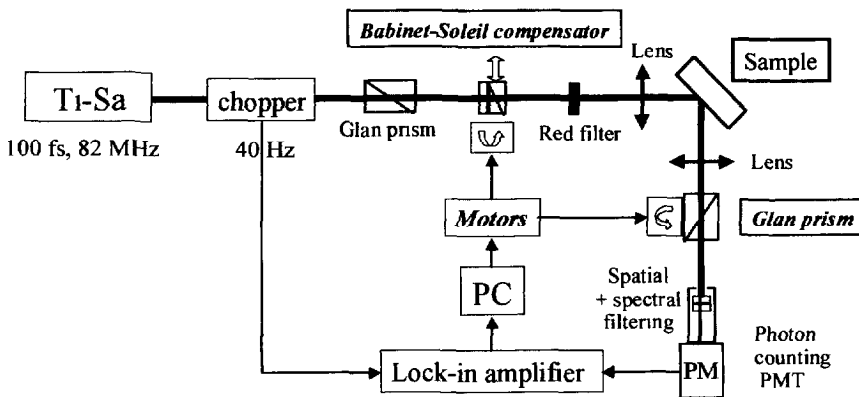 Babinet-Soleil compensator
Lens
Sample
T1-Sa
chopper
Glan prism
Red filter
100 fs, 82 MHz
40 Hz
Lens
Motors
Glan prism
PC
Spatial
+ spectral
filtering
Photon
counting
PMT
Lock-in amplifier
PM